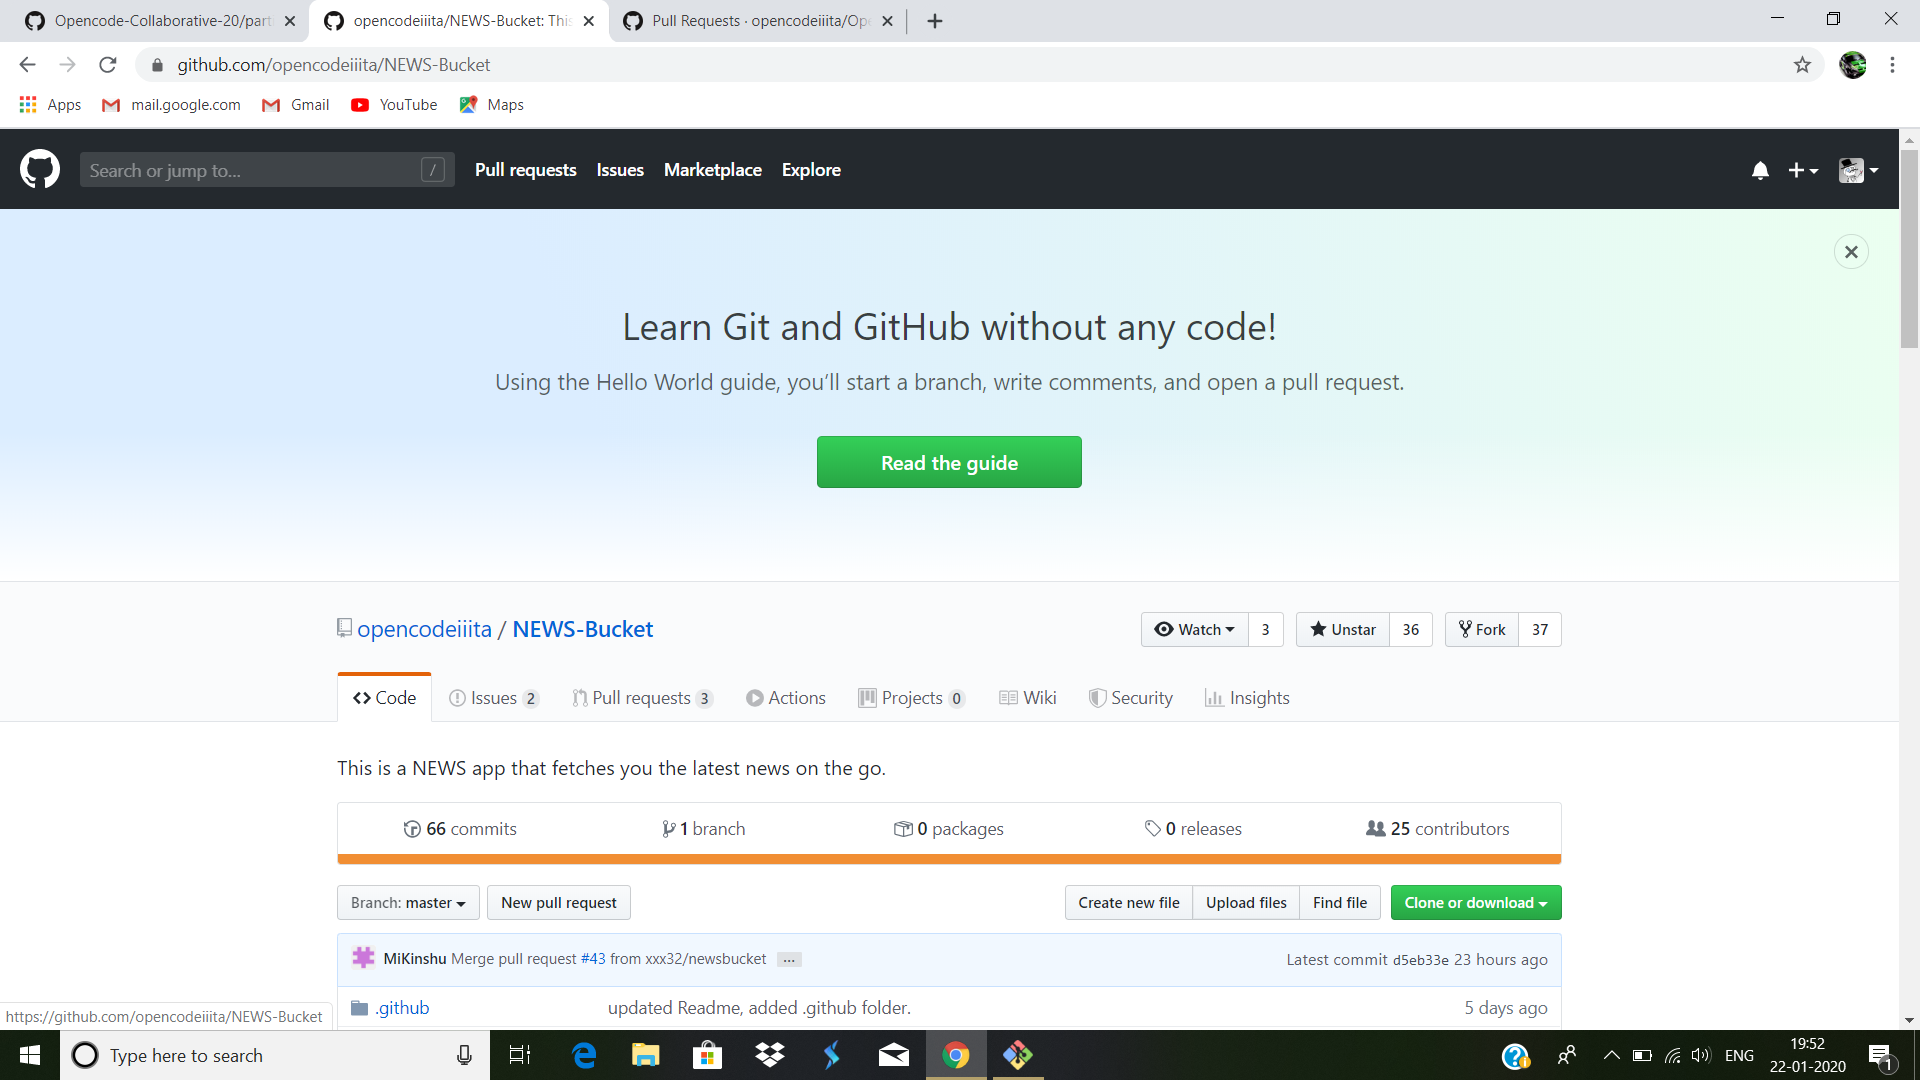 Opencode-Collaborative-20/part
opencodeiiita/NEWS-Bucket: This
Pull Requests · opencodeiiita/Ope
github.com/opencodeiiita/NEWS-Bucket
Apps mail.google.com Gmail YouTube Maps
Search or jump to... / Pull requests Issues Marketplace Explore
Learn Git and GitHub without any code!
Using the Hello World guide, you’ll start a branch, write comments, and open a pull request.
Read the guide
opencodeiiita / NEWS-Bucket Watch 3 Unstar 36 Fork 37
Code Issues 2 Pull requests 3 Actions Projects 0 Wiki Security Insights
This is a NEWS app that fetches you the latest news on the go.
66 commits 1 branch 0 packages 0 releases 25 contributors
Branch: master New pull request Create new file Upload files Find file Clone or download
MiKinshu Merge pull request #43 from xxx32/newsbucket ... Latest commit d5eb33e 23 hours ago
.github updated Readme, added .github folder. 5 days ago
https://github.com/opencodeiiita/NEWS-Bucket
Type here to search ENG 19:52
22-01-2020 1